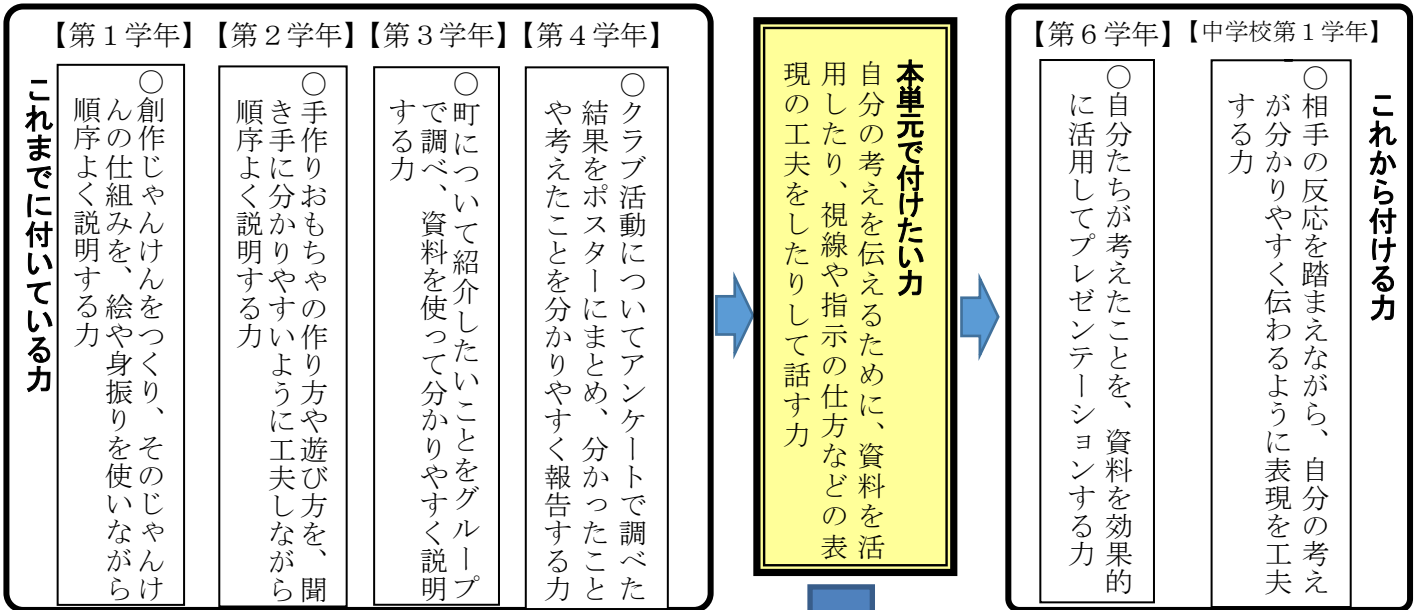 これまでに付いている力
【第１学年】
○創作じゃんけんをつくり、そのじゃんけ
んの仕組みを、絵や身振りを使いながら
順序よく説明する力
【第２学年】
○手作りおもちゃの作り方や遊び方を、聞
き手に分かりやすいように工夫しながら
順序よく説明する力
【第３学年】
○町について紹介したいことをグループ
で調べ、資料を使って分かりやすく説明
する力
【第４学年】
○クラブ活動についてアンケートで調べた
結果をポスターにまとめ、分かったこと
や考えたことを分かりやすく報告する力
本単元で付けたい力
自分の考えを伝えるために、資料を活
用したり、視線や指示の仕方などの表
現の工夫をしたりして話す力
これから付ける力
【第６学年】
○自分たちが考えたことを、資料を効果的
に活用してプレゼンテーションする力
【中学校第１学年】
○相手の反応を踏まえながら、自分の考え
が分かりやすく伝わるように表現を工夫
する力